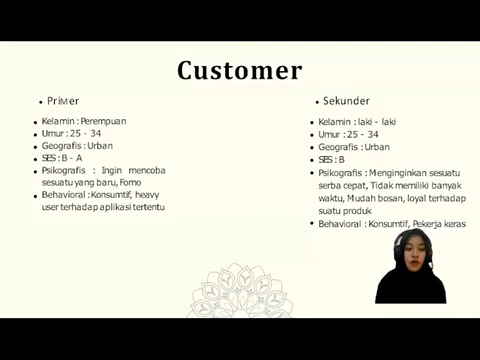 Customer
Primer
Kelamin : Perempuan
Umur : 25 - 34
Geografis : Urban
SES : B - A
Psikografis : Ingin mencoba
sesuatu yang baru, Fomo
Behavioral : Konsumtif, heavy
user terhadap aplikasi tertentu
Sekunder
Kelamin : laki - laki
Umur : 25 - 34
Geografis : Urban
SES : B
Psikografis : Menginginkan sesuatu
serba cepat, Tidak memiliki banyak
waktu, Mudah bosan, loyal terhadap
suatu produk
Behavioral : Konsumtif, Pekerja keras